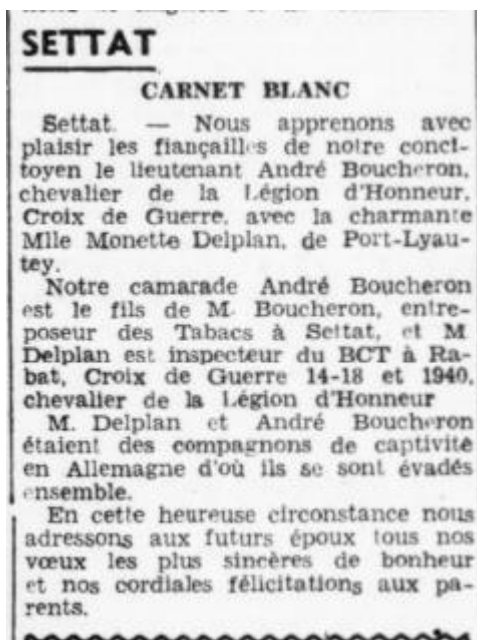 SETTAT
CARNET BLANC
Settat. — Nous apprenons avec
plaisir les fiançailles de notre conci-
toyen le lieutenant André Boucheron,
chevalier de la Légion d'Honneur,
Croix de Guerre, avec la charmante
Mlle Monette Delplan, de Port-Lyau-
tey.
Notre camarade André Boucheron
est le fils de M. Boucheron, entre-
poseur des Tabacs à Settat, et M
Delplan est inspecteur du BCT à Ra-
bat, Croix de Guerre 14-18 et 1940,
chevalier de la Légion d'Honneur
M. Delplan et André Boucheron
étaient des compagnons de captivité
en Allemagne d'où ils se sont évadés
ensemble.
En cette heureuse circonstance nous
adressons aux futurs époux tous nos
vœux les plus sincères de bonheur
et nos cordiales félicitations aux pa-
rents.